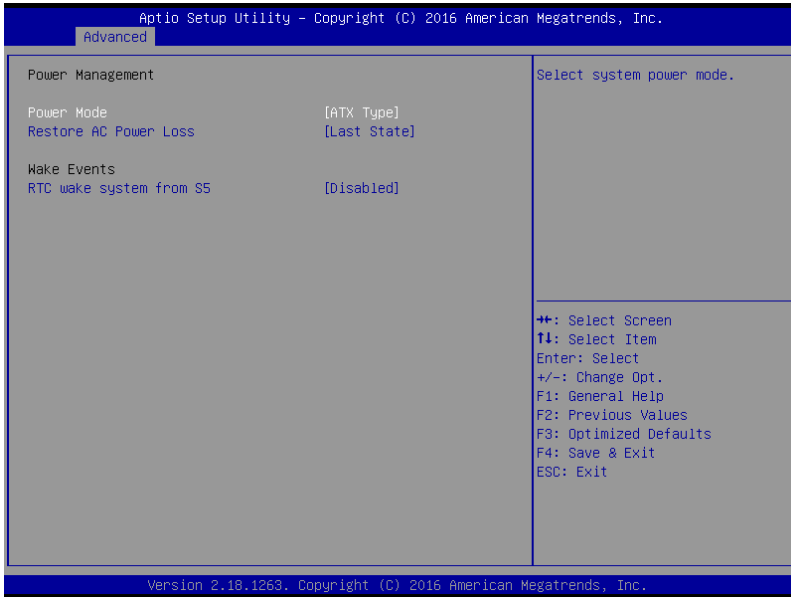 Aptio Setup Utility – Copyright (C) 2016 American Megatrends, Inc.
Advanced
Power Management
Power Mode [ATX Type]
Restore AC Power Loss [Last State]
Wake Events
RTC wake system from S5 [Disabled]
Select system power mode.
→←: Select Screen
↑↓: Select Item
Enter: Select
+/-: Change Opt.
F1: General Help
F2: Previous Values
F3: Optimized Defaults
F4: Save & Exit
ESC: Exit
Version 2.18.1263. Copyright (C) 2016 American Megatrends, Inc.